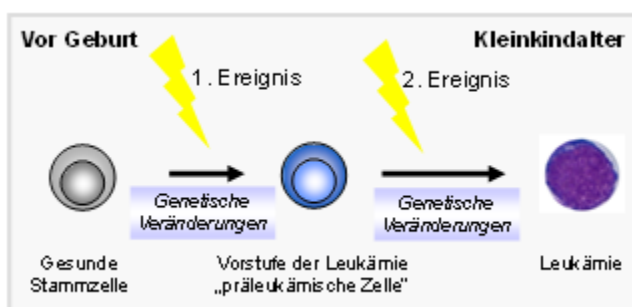 Vor Geburt
Kleinkindalter
1. Ereignis
2. Ereignis
Genetische
Veränderungen
Genetische
Veränderungen
Gesunde
Stammzelle
Vorstufe der Leukämie
„präleukämische Zelle"
Leukämie